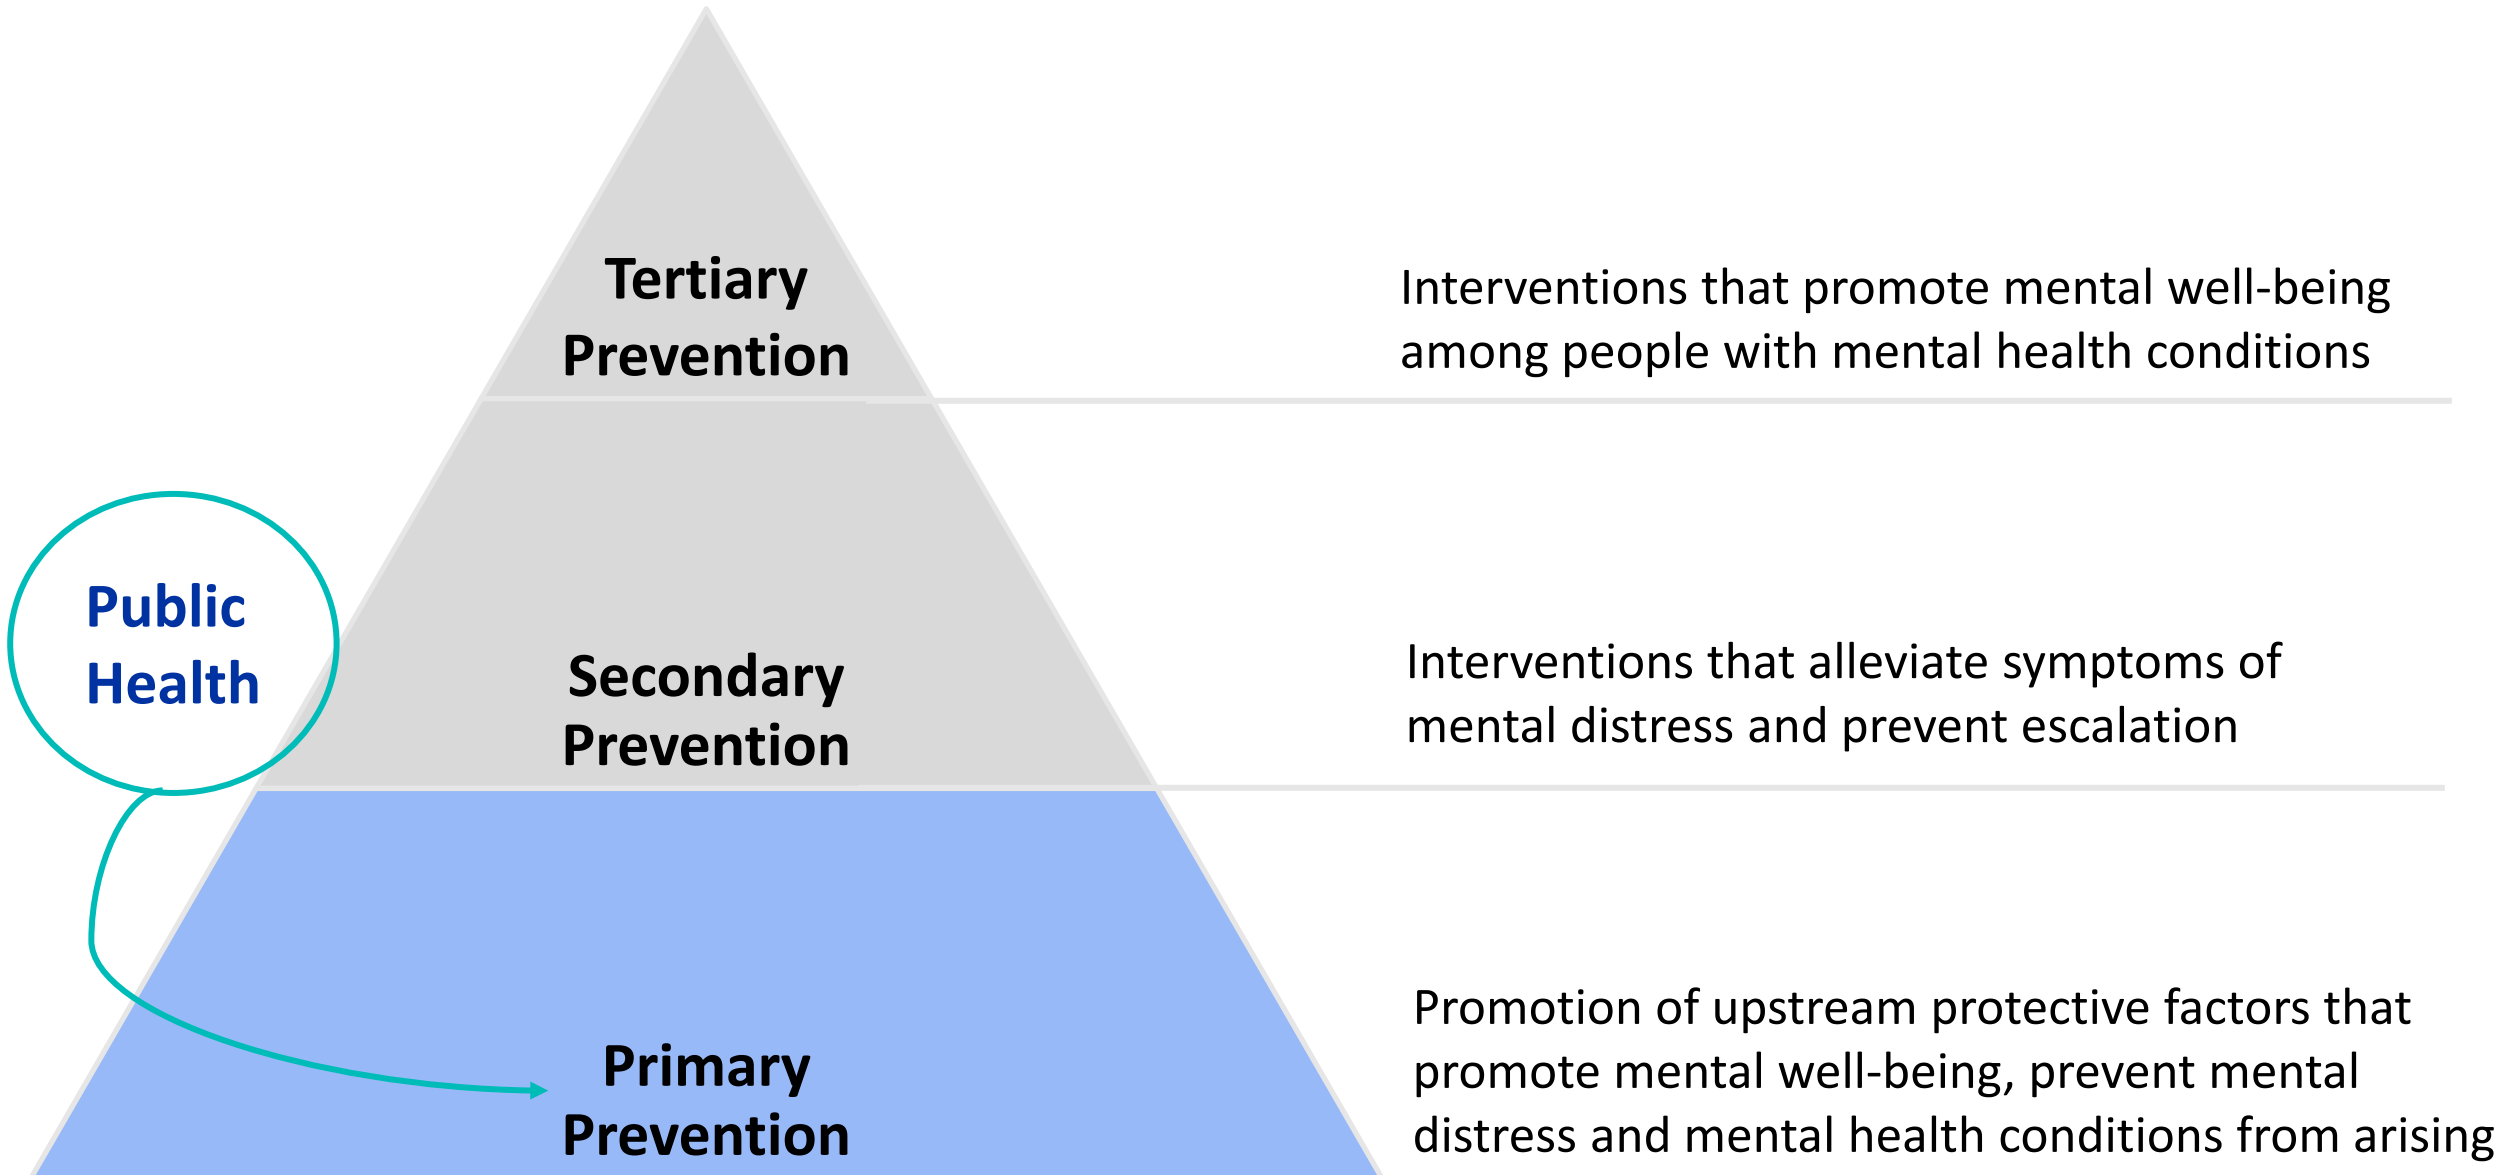 Tertiary
Prevention
Interventions that promote mental well-being
among people with mental health conditions
Public
Health
Secondary
Prevention
Interventions that alleviate symptoms of
mental distress and prevent escalation
Primary
Prevention
Promotion of upstream protective factors that
promote mental well-being, prevent mental
distress and mental health conditions from arising